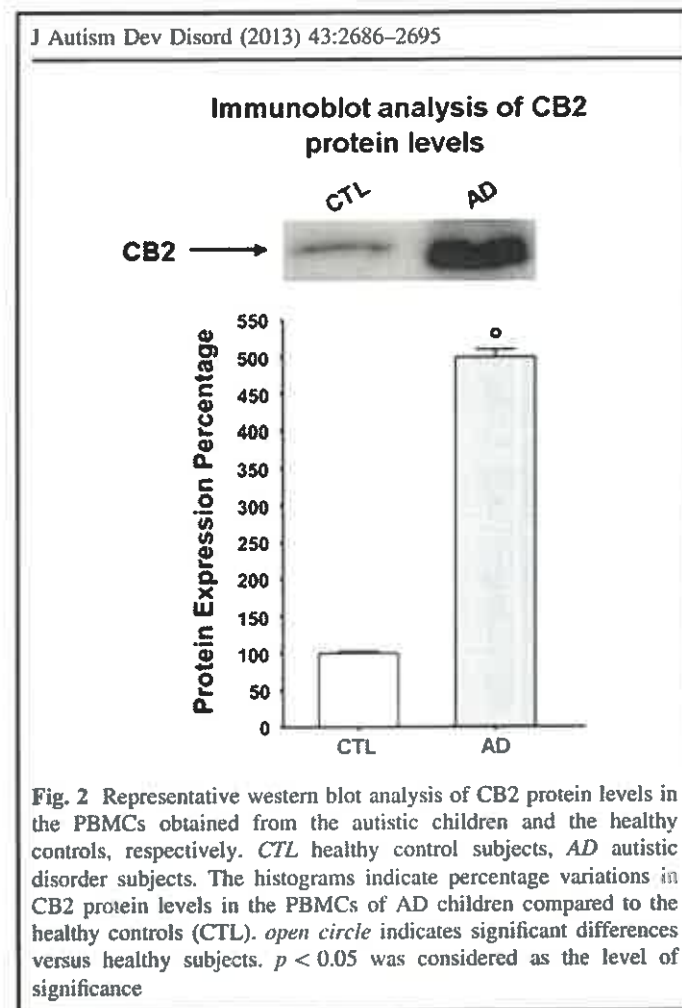 J Autism Dev Disord (2013) 43:2686–2695
Immunoblot analysis of CB2
protein levels
CTL AD
CB2
Protein Expression Percentage
550
500
450
400
350
300
250
200
150
100
50
0
CTL AD
Fig. 2 Representative western blot analysis of CB2 protein levels in
the PBMCs obtained from the autistic children and the healthy
controls, respectively. CTL healthy control subjects, AD autistic
disorder subjects. The histograms indicate percentage variations in
CB2 protein levels in the PBMCs of AD children compared to the
healthy controls (CTL). open circle indicates significant differences
versus healthy subjects. p < 0.05 was considered as the level of
significance